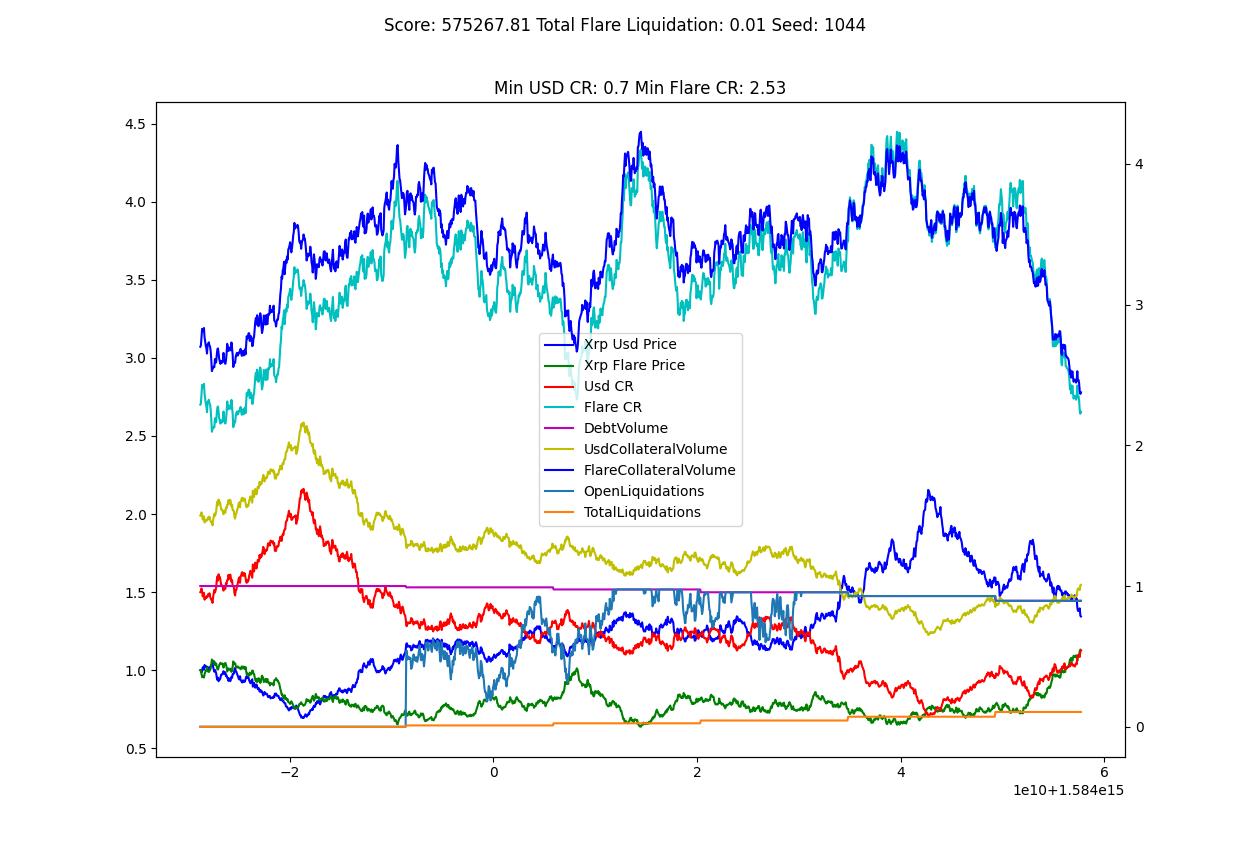 Score: 575267.81 Total Flare Liquidation: 0.01 Seed: 1044
Min USD CR: 0.7 Min Flare CR: 2.53
4.5
4.0
3.5
3.0
2.5
2.0
1.5
1.0
0.5
4
3
2
1
0
Xrp Usd Price
Xrp Flare Price
Usd CR
Flare CR
DebtVolume
UsdCollateralVolume
FlareCollateralVolume
OpenLiquidations
TotalLiquidations
−2 0 2 4 6
1e10+1.584e15